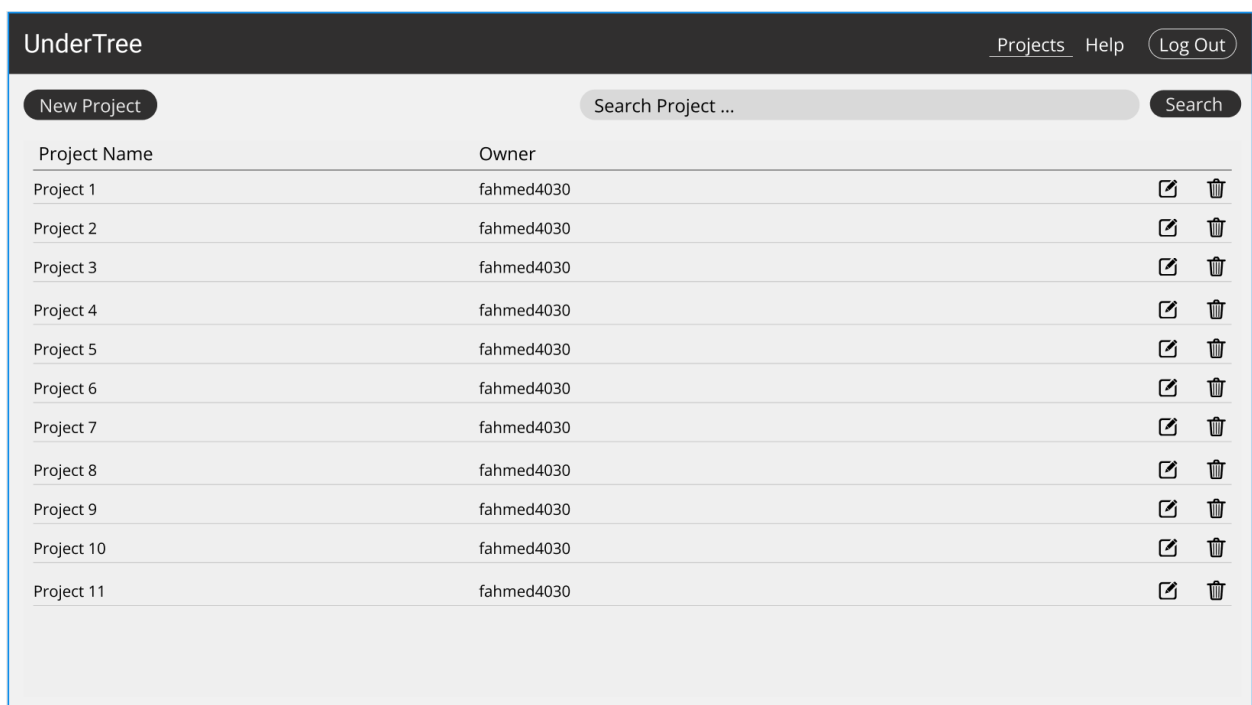 UnderTree Projects Help Log Out
New Project Search Project ... Search
Project Name Owner
Project 1 fahmed4030
Project 2 fahmed4030
Project 3 fahmed4030
Project 4 fahmed4030
Project 5 fahmed4030
Project 6 fahmed4030
Project 7 fahmed4030
Project 8 fahmed4030
Project 9 fahmed4030
Project 10 fahmed4030
Project 11 fahmed4030